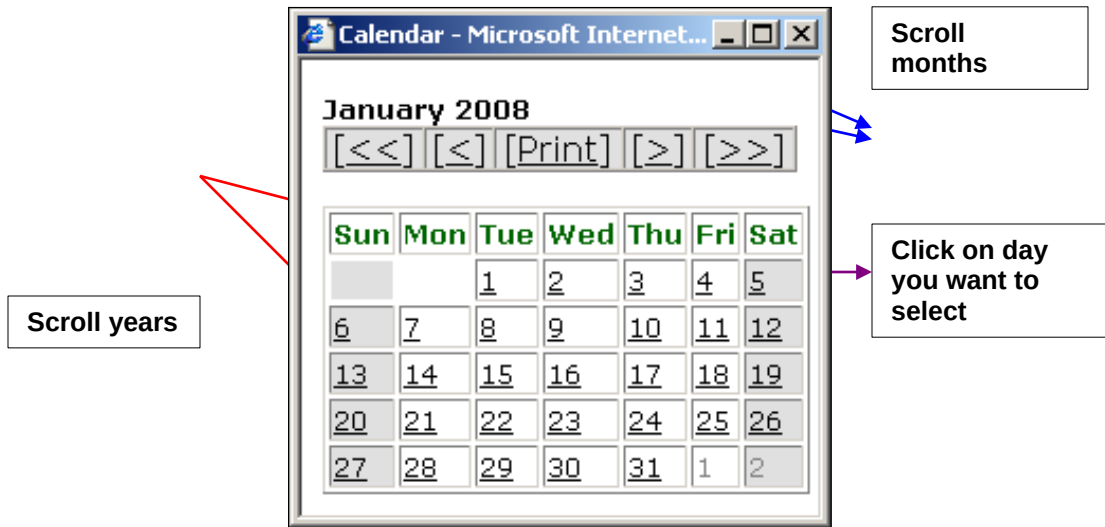 Calendar - Microsoft Internet...
Scroll
months
January 2008
[<<] [<] [Print] [>] [>>]
Sun Mon Tue Wed Thu Fri Sat
1 2 3 4 5
6 7 8 9 10 11 12
13 14 15 16 17 18 19
20 21 22 23 24 25 26
27 28 29 30 31 1 2
Click on day
you want to
select
Scroll years